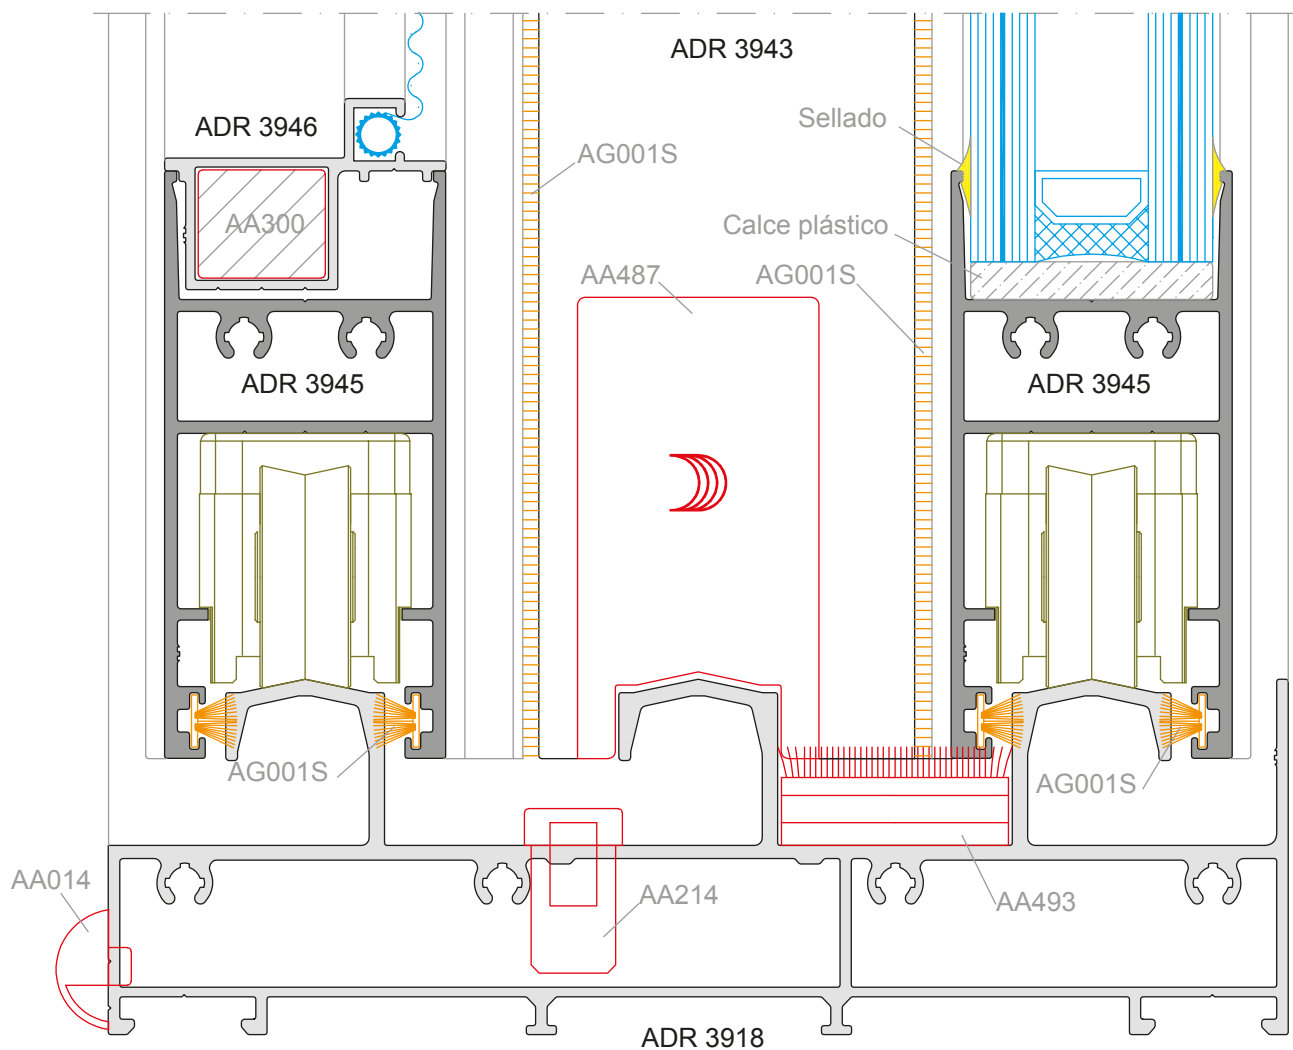 ADR 3943
Sellado
ADR 3946
AG001S
AA300
Calce plástico
AA487
AG001S
ADR 3945
ADR 3945
AG001S
AG001S
AA014
AA214
AA493
ADR 3918